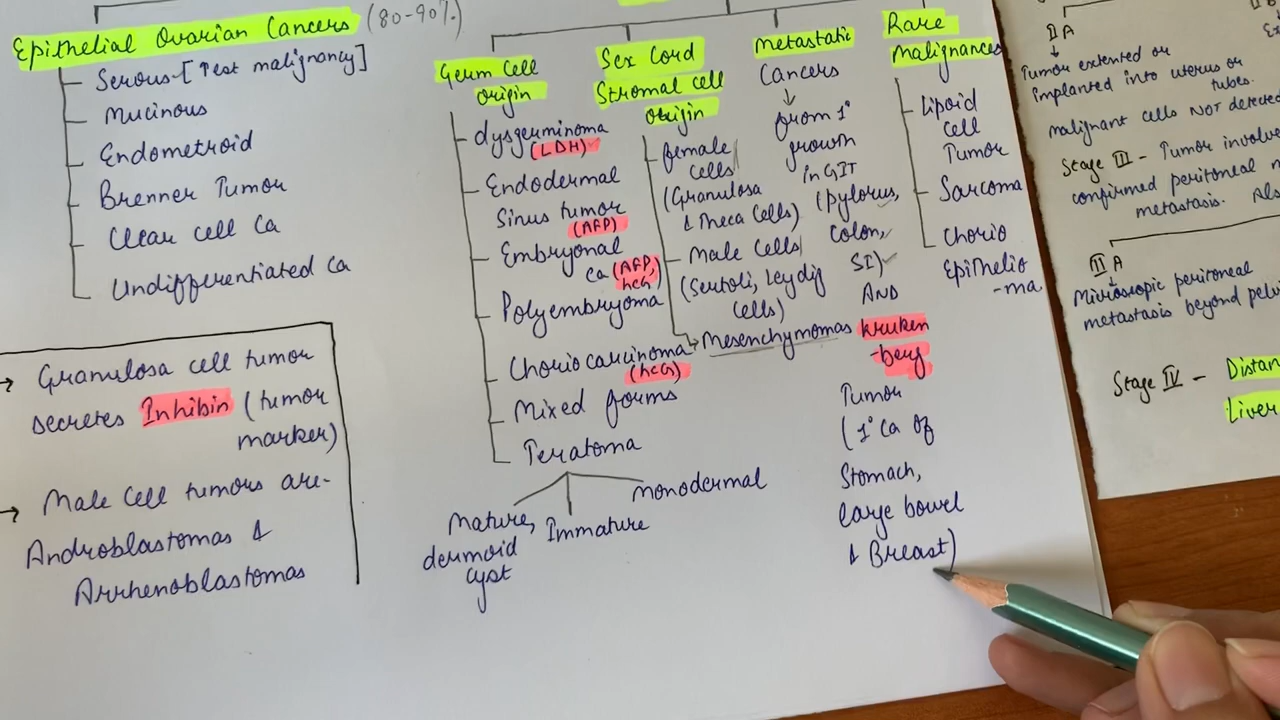 Epithelial Ovarian Cancers (80-90%)
Serous-[Test malignancy]
Mucinous
Endometroid
Brenner Tumor
Clear cell Ca
Undifferentiated Ca
→ Granulosa cell tumor
secretes Inhibin (tumor
marker)
→ Male Cell tumors are-
Androblastomas &
Arrhenoblastomas
Germ Cell
origin
dysgerminoma
(LDH)
Endodermal
Sinus tumor
(AFP)
Embryonal
Ca (AFP,
hCG)
Polyembryoma
Choriocarcinoma
(hCG)
Mixed forms
Teratoma
Mature,
dermoid
cyst
Immature
monodermal
Sex Cord
Stromal cell
origin
female
cells
(Granulosa
& Theca Cells)
Male Cells
(Sertoli, Leydig
Cells)
Mesenchymomas
Metastatic
Cancers
↓
from 1°
growth
in GIT
(pylorus,
Colon,
SI)
AND
kruken
-berg
Tumor
(1° Ca of
Stomach,
large bowel
& Breast)
Rare
malignances
Lipoid
cell
Tumor
Sarcoma
Chorio
Epithelio
-ma
II A
Tumor extented or
implanted into uterus or
tubes.
malignant cells NOT detected
Stage III - Tumor involve
confirmed peritoneal
metastasis.
III A
Microscopic peritoneal
metastasis beyond
Stage IV - Distan
Liver